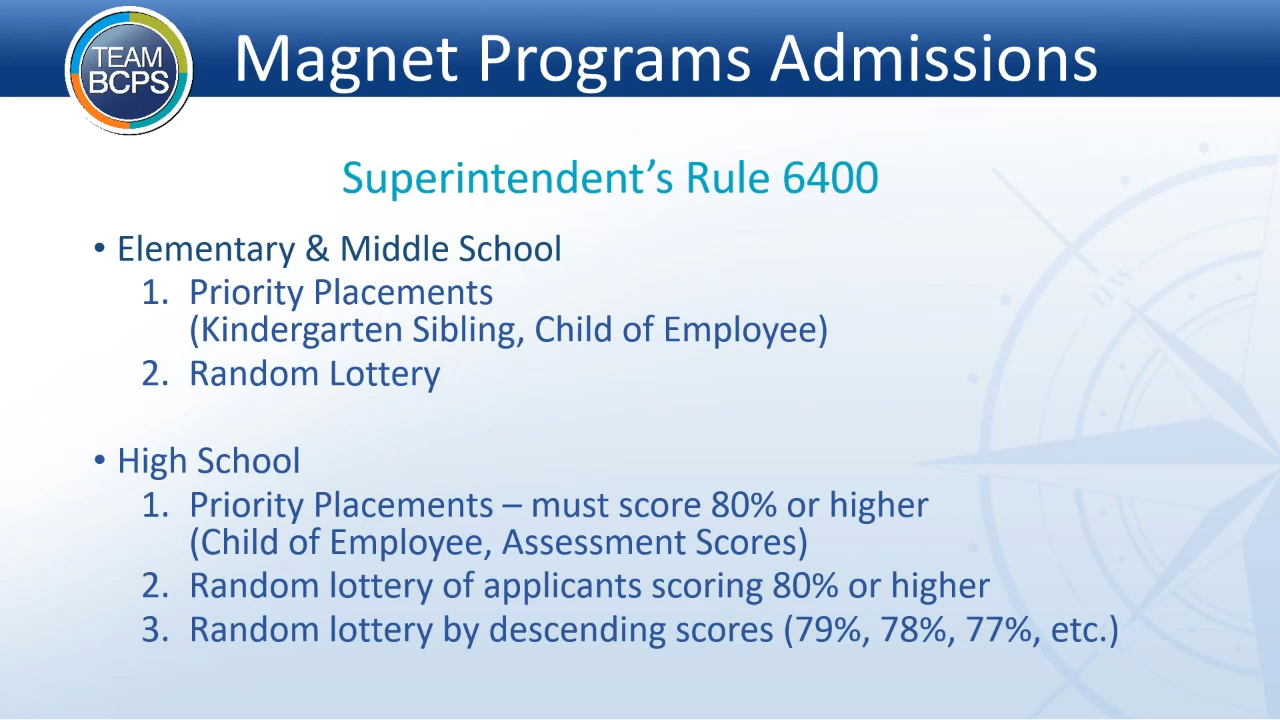 TEAM
BCPS
Magnet Programs Admissions
Superintendent’s Rule 6400
• Elementary & Middle School
1. Priority Placements
(Kindergarten Sibling, Child of Employee)
2. Random Lottery
• High School
1. Priority Placements – must score 80% or higher
(Child of Employee, Assessment Scores)
2. Random lottery of applicants scoring 80% or higher
3. Random lottery by descending scores (79%, 78%, 77%, etc.)
NW